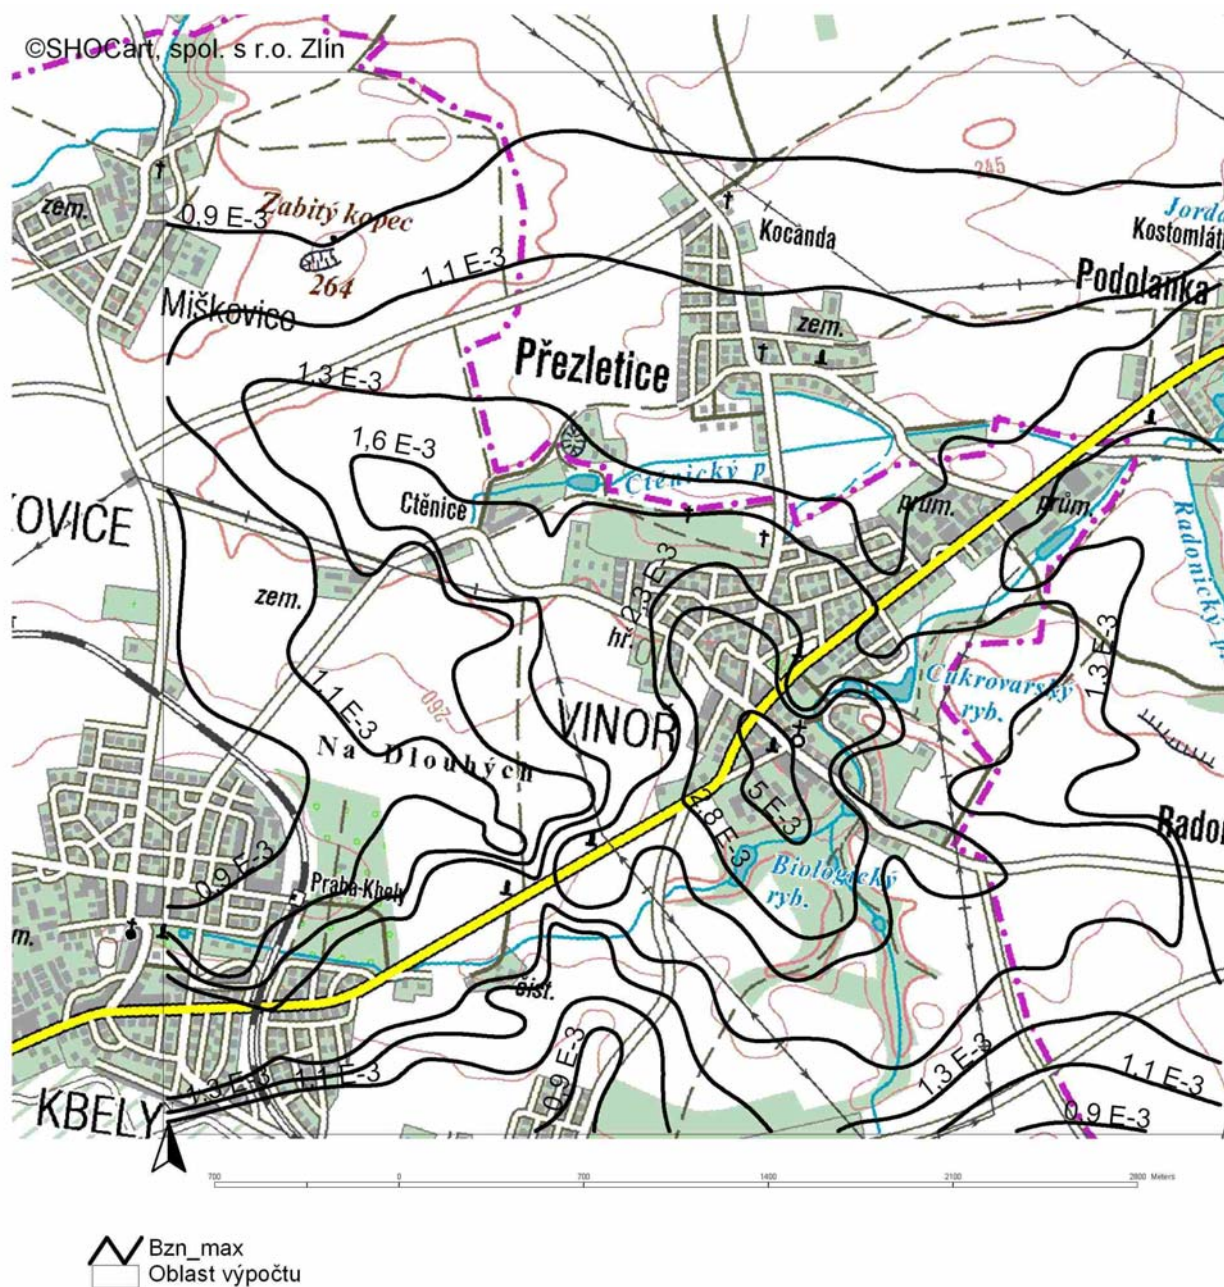 ©SHOCart, spol. s r.o. Zlín
zem.
0,9 E-3
Zabitý kopec
264
Miškovice
1,1 E-3
245
Kocanda
Podolanka
zem.
Přezletice
1,3 E-3
1,6 E-3
Ctěnický p.
Ctěnice
prům.
prům.
Radonický p.
zem.
2,3 E-3
hř.
1,1 E-3
260
VINOŘ
Na Dlouhých
Cukrovarský
ryb.
1,3 E-3
5 E-3
2,8 E-3
Biologický
ryb.
0,9 E-3
Praha-Kbely
čist.
0,9 E-3
1,3 E-3
1,1 E-3
0,9 E-3
1,3 E-3
1,1 E-3
KBELY
700
0
700
1400
2100
2800 Meters
Bzn_max
Oblast výpočtu